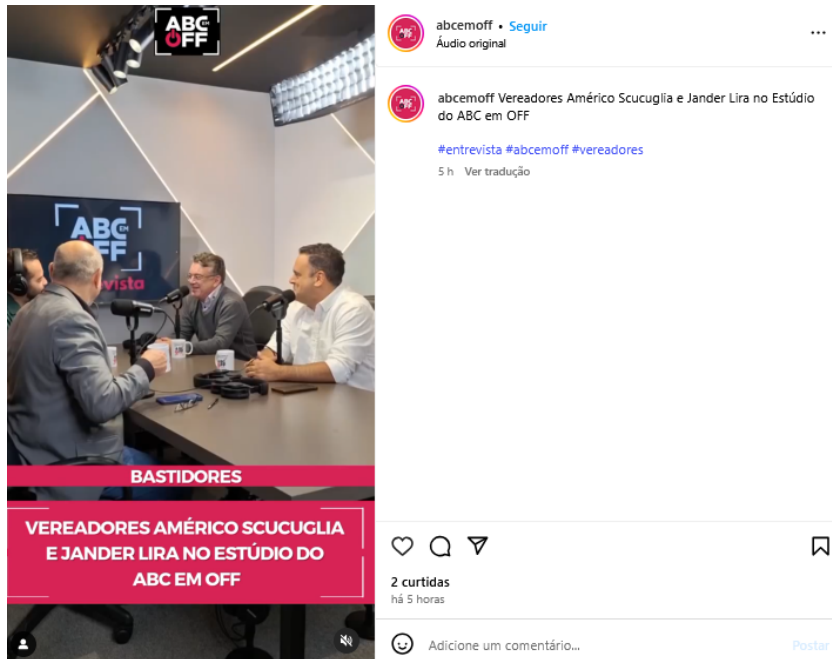 ABC EM
OFF
abcemoff • Seguir
Áudio original
abcemoff Vereadores Américo Scucuglia e Jander Lira no Estúdio
do ABC em OFF
#entrevista #abcemoff #vereadores
5 h Ver tradução
ABC EM
OFF
vista
BASTIDORES
VEREADORES AMÉRICO SCUCUGLIA
E JANDER LIRA NO ESTÚDIO DO
ABC EM OFF
2 curtidas
há 5 horas
Adicione um comentário...
Postar